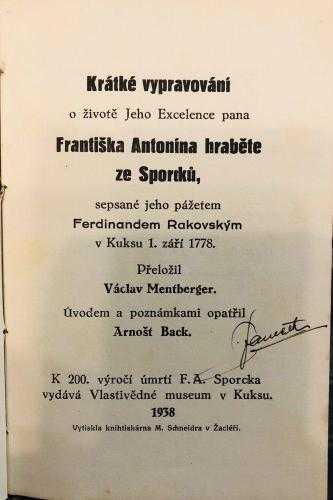 Krátké vypravování
o životě Jeho Excelence pana
Františka Antonína hraběte
ze Sporcků,
sepsané jeho pážetem
Ferdinandem Rakovským
v Kuksu 1. září 1778.
Přeložil
Václav Mentberger.
Úvodem a poznámkami opatřil
Arnošt Back.
K 200. výročí úmrtí F. A. Sporcka
vydává Vlastivědné museum v Kuksu.
1938
Vytiskla knihtiskárna M. Schneidra v Žacléři.